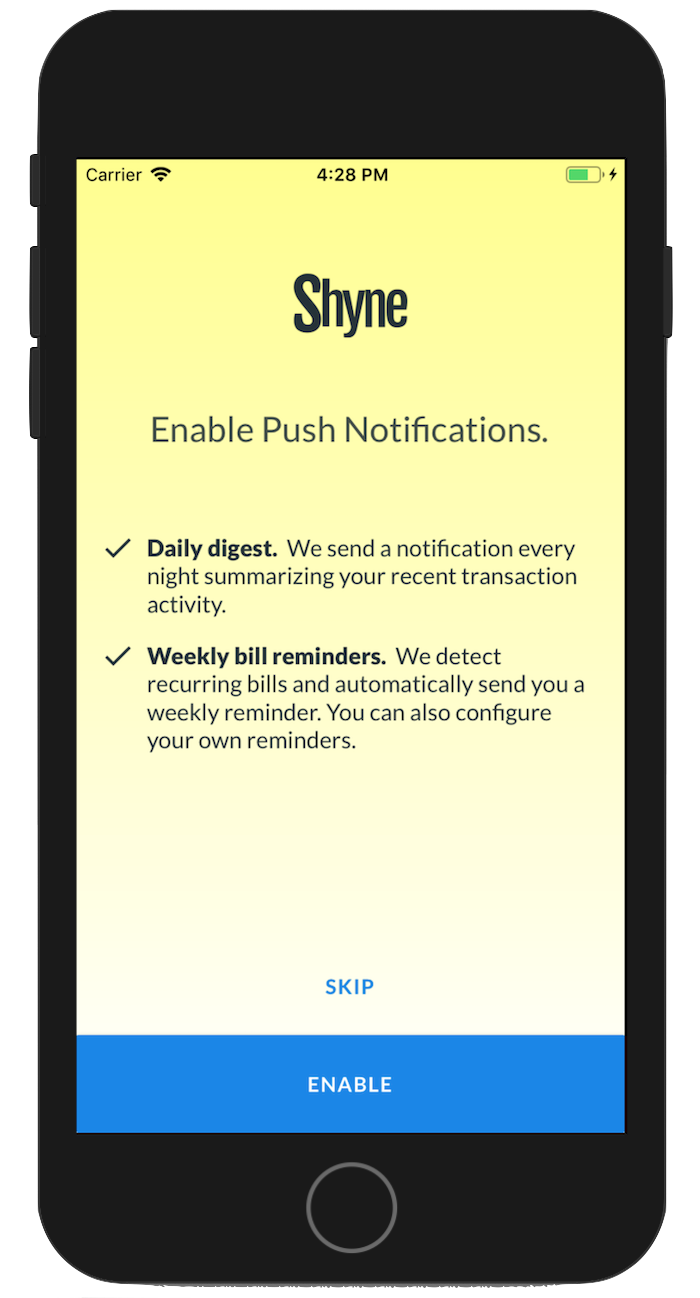 Carrier 4:28 PM
Shyne
Enable Push Notifications.
Daily digest. We send a notification every
night summarizing your recent transaction
activity.
Weekly bill reminders. We detect
recurring bills and automatically send you a
weekly reminder. You can also configure
your own reminders.
SKIP
ENABLE